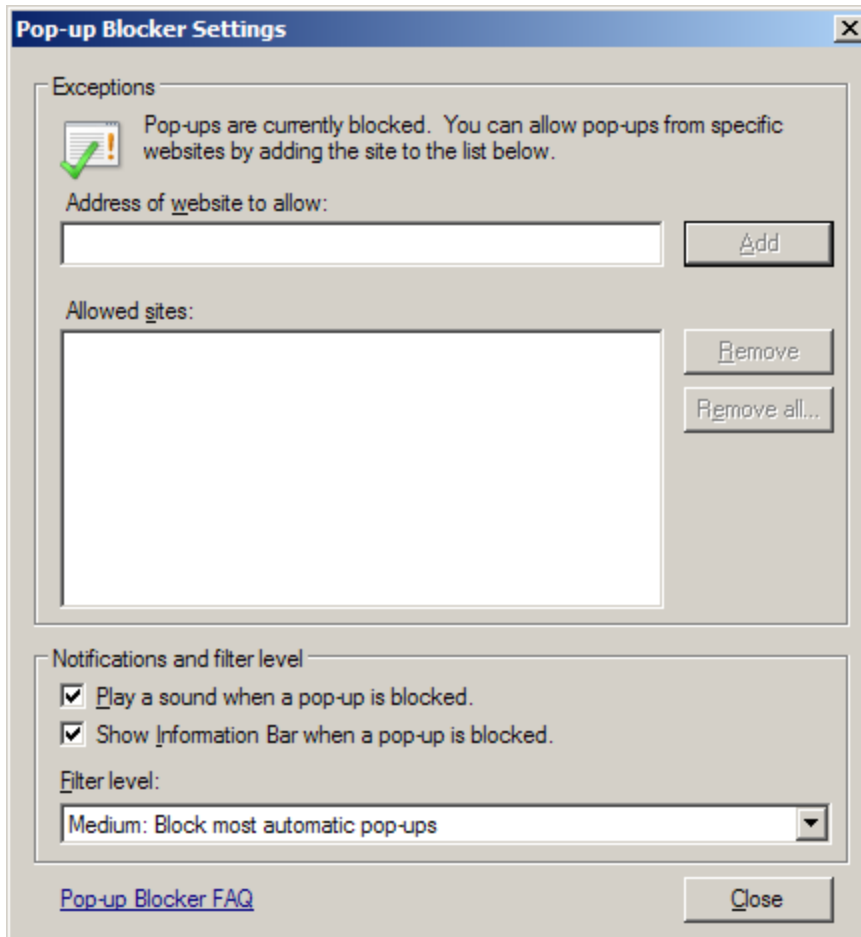 Pop-up Blocker Settings
Exceptions
Pop-ups are currently blocked. You can allow pop-ups from specific
websites by adding the site to the list below.
Address of website to allow:
Add
Allowed sites:
Remove
Remove all...
Notifications and filter level
Play a sound when a pop-up is blocked.
Show Information Bar when a pop-up is blocked.
Filter level:
Medium: Block most automatic pop-ups
Pop-up Blocker FAQ
Close